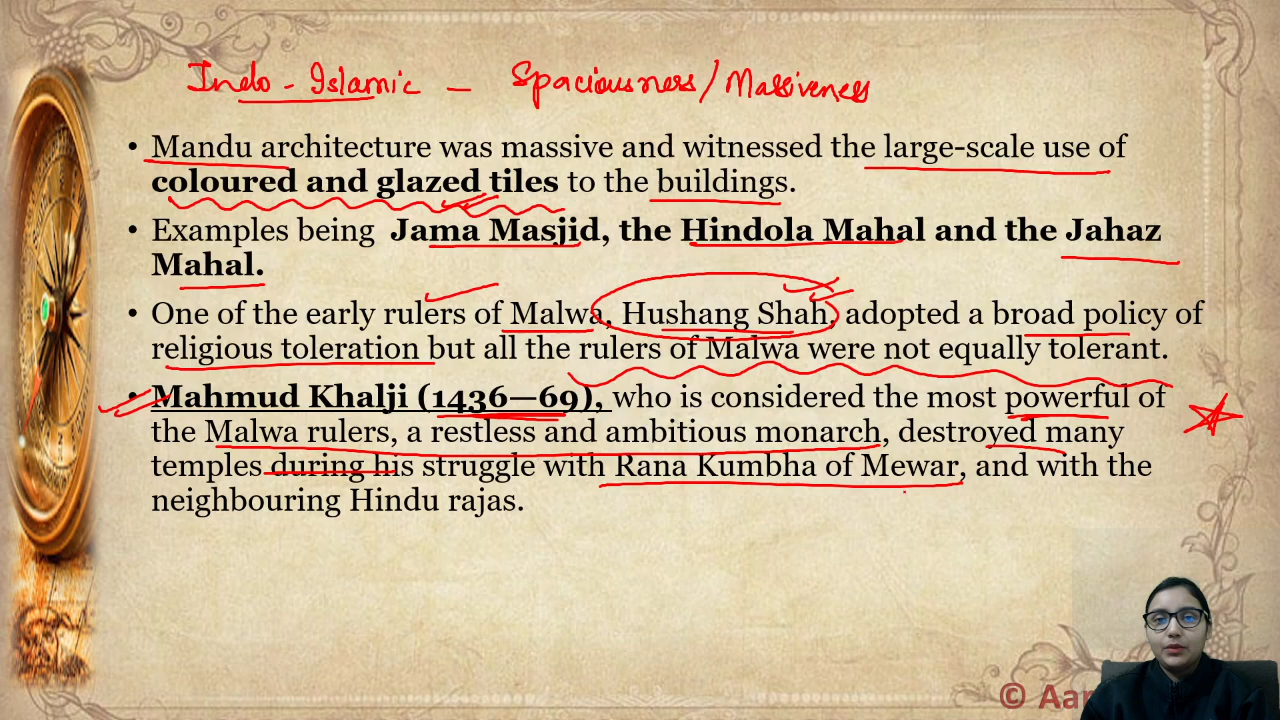 Indo - Islamic - Spaciousness/Massiveness
• Mandu architecture was massive and witnessed the large-scale use of
coloured and glazed tiles to the buildings.
• Examples being Jama Masjid, the Hindola Mahal and the Jahaz
Mahal.
• One of the early rulers of Malwa, Hushang Shah, adopted a broad policy of
religious toleration but all the rulers of Malwa were not equally tolerant.
• Mahmud Khalji (1436—69), who is considered the most powerful of
the Malwa rulers, a restless and ambitious monarch, destroyed many
temples during his struggle with Rana Kumbha of Mewar, and with the
neighbouring Hindu rajas.
©